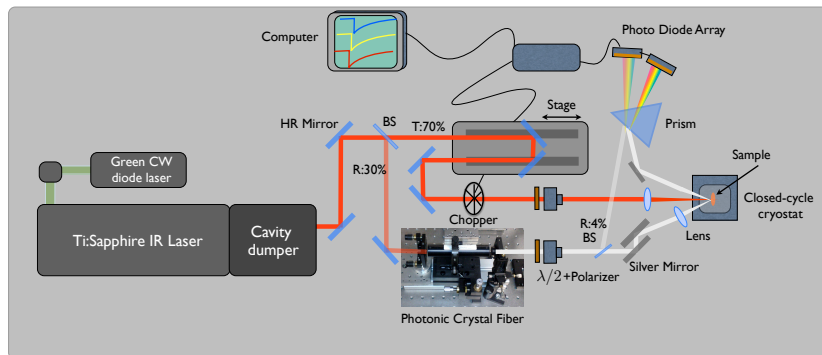 Computer
Photo Diode Array
HR Mirror
BS
T:70%
Stage
Prism
R:30%
Green CW
diode laser
Sample
Closed-cycle
cryostat
Chopper
R:4%
BS
Lens
Ti:Sapphire IR Laser
Cavity
dumper
λ/2+Polarizer
Silver Mirror
Photonic Crystal Fiber